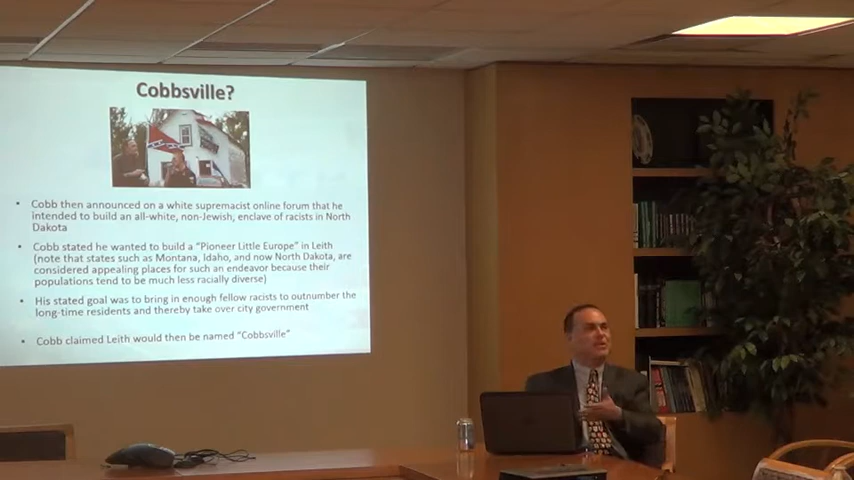 Cobbsville?
• Cobb then announced on a white supremacist online forum that he
intended to build an all-white, non-Jewish, enclave of racists in North
Dakota
• Cobb stated he wanted to build a "Pioneer Little Europe" in Leith
(note that states such as Montana, Idaho, and now North Dakota, are
considered appealing places for such an endeavor because their
populations tend to be much less racially diverse)
• His stated goal was to bring in enough fellow racists to outnumber the
long-time residents and thereby take over city government
• Cobb claimed Leith would then be named "Cobbsville"